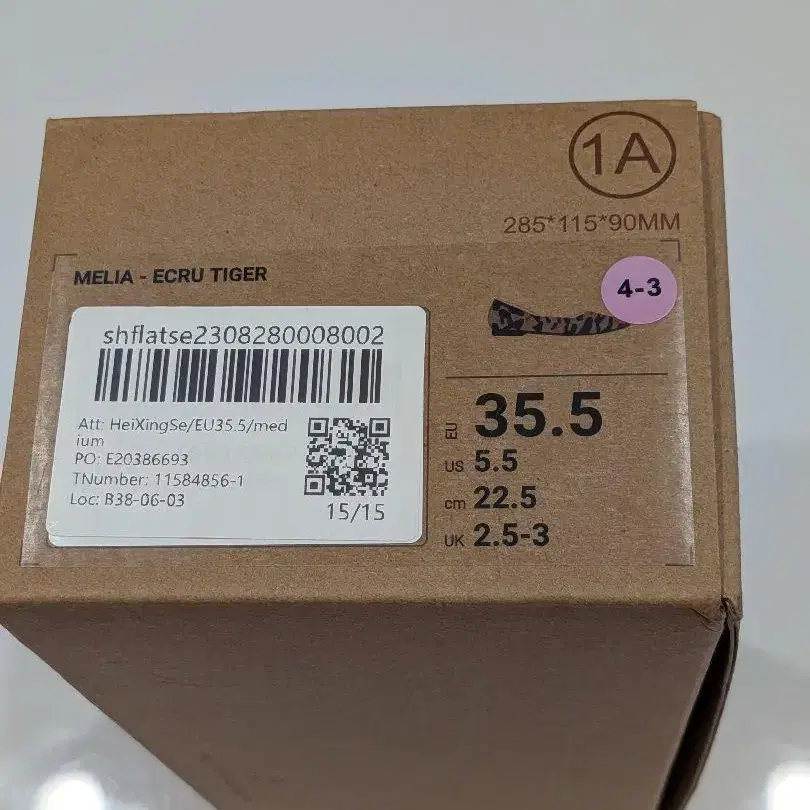 1A
285*115*90MM
MELIA - ECRU TIGER
4-3
shflatse2308280008002
Att: HeiXingSe/EU35.5/med
ium
PO: E20386693
TNumber: 11584856-1
Loc: B38-06-03
15/15
EU 35.5
US 5.5
cm 22.5
UK 2.5-3